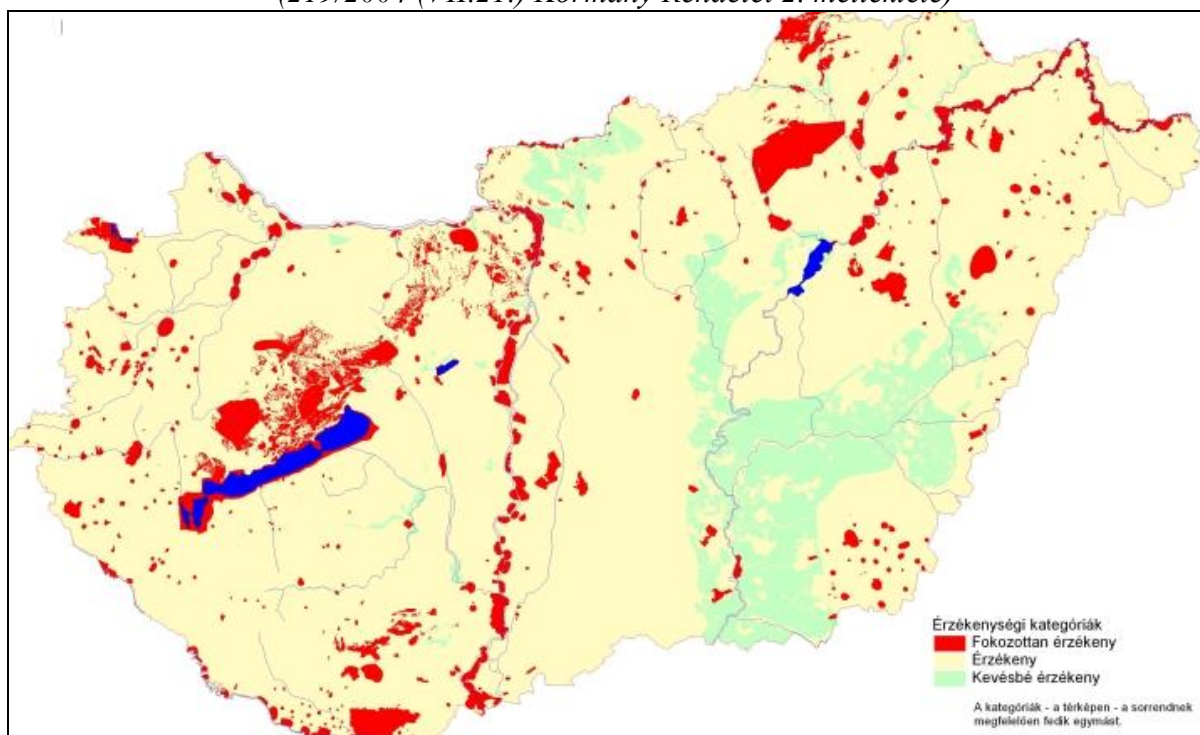 (219/2004 (VII.21.) Kormány Rendelet 2. melléklete)
Érzékenységi kategóriák
Fokozottan érzékeny
Érzékeny
Kevésbé érzékeny
A kategóriák - a térképen - a sorrendnek
megfelelően fedik egymást.